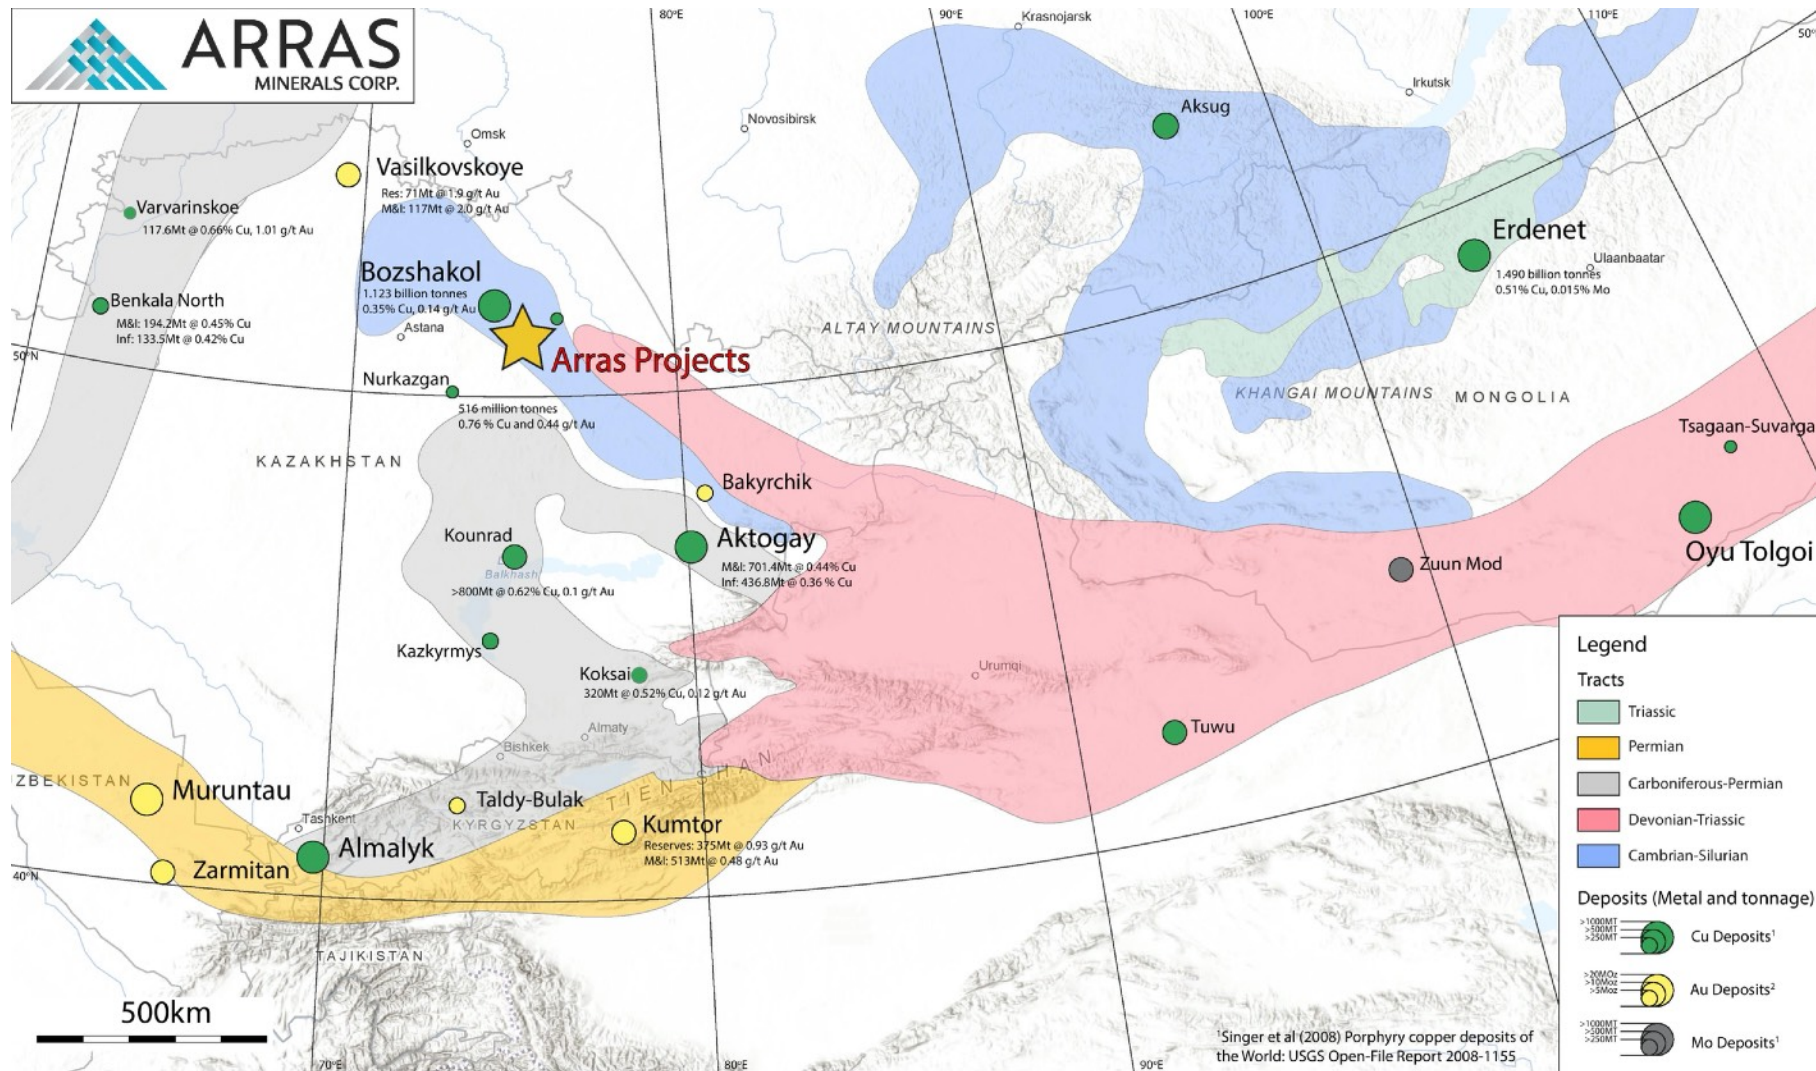 ARRAS
MINERALS CORP.
80°E
90°E
100°E
110°E
50°
Krasnojarsk
Irkutsk
Aksug
Novosibirsk
Omsk
Vasilkovskoye
Res: 71Mt @ 1.9 g/t Au
M&I: 117Mt @ 2.0 g/t Au
Varvarinskoe
117.6Mt @ 0.66% Cu, 1.01 g/t Au
Erdenet
1.490 billion tonnes
0.51% Cu, 0.015% Mo
Ulaanbaatar
Bozshakol
1.123 billion tonnes
0.35% Cu, 0.14 g/t Au
Benkala North
M&I: 194.2Mt @ 0.45% Cu
Inf: 133.5Mt @ 0.42% Cu
Astana
ALTAY MOUNTAINS
50°N
Arras Projects
Nurkazgan
516 million tonnes
0.76 % Cu and 0.44 g/t Au
KHANGAI MOUNTAINS
MONGOLIA
Tsagaan-Suvarga
KAZAKHSTAN
Bakyrchik
Kounrad
Balkhash
>800Mt @ 0.62% Cu, 0.1 g/t Au
Aktogay
M&I: 701.4Mt @ 0.44% Cu
Inf: 436.8Mt @ 0.36 % Cu
Zuun Mod
Oyu Tolgoi
Kazkyrmys
Koksai
320Mt @ 0.52% Cu, 0.12 g/t Au
Urumqi
Almaty
Bishkek
Tuwu
TIEN SHAN
ZBEKISTAN
Muruntau
Taldy-Bulak
KYRGYZSTAN
Tashkent
Kumtor
Reserves: 375Mt @ 0.93 g/t Au
M&I: 513Mt @ 0.48 g/t Au
Almalyk
Zarmitan
40°N
TAJIKISTAN
500km
70°E
80°E
90°E
Legend
Tracts
Triassic
Permian
Carboniferous-Permian
Devonian-Triassic
Cambrian-Silurian
Deposits (Metal and tonnage)
>1000MT
>500MT
>250MT
Cu Deposits¹
>20MOz
>10Moz
>5Moz
Au Deposits²
>1000MT
>500MT
>250MT
Mo Deposits¹
¹Singer et al (2008) Porphyry copper deposits of
the World: USGS Open-File Report 2008-1155